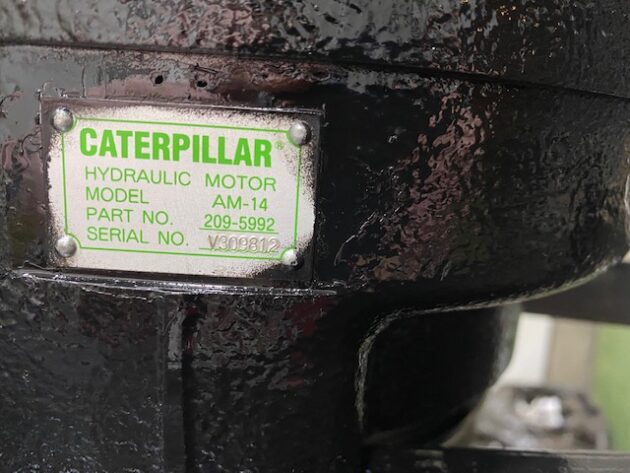 CATERPILLAR®
HYDRAULIC MOTOR
MODEL AM-14
PART NO. 209-5992
SERIAL NO. V309812